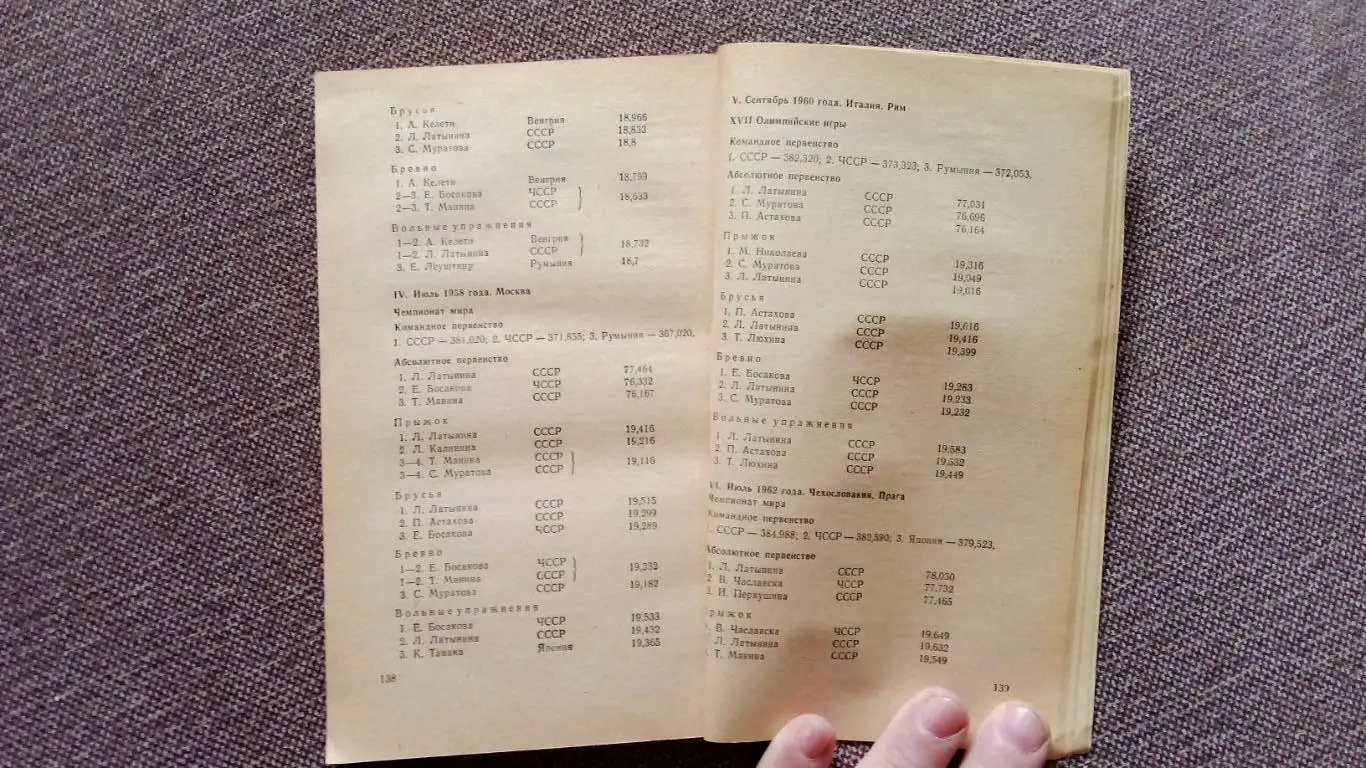 Брусья
1. А. Келети Венгрия 18,966
2. Л. Латынина СССР 18,833
3. С. Муратова СССР 18,8
Бревно
1. А. Келети Венгрия 18,799
2—3. Е. Босакова ЧССР
2—3. Т. Манина СССР 18,633
Вольные упражнения
1—2. А. Келети Венгрия
1—2. Л. Латынина СССР 18,732
3. Е. Леуштяну Румыния 18,7
IV. Июль 1958 года. Москва
Чемпионат мира
Командное первенство
1. СССР — 381,620; 2. ЧССР — 371,855; 3. Румыния — 367,020.
Абсолютное первенство
1. Л. Латынина СССР 77,464
2. Е. Босакова ЧССР 76,332
3. Т. Манина СССР 76,167
Прыжок
1. Л. Латынина СССР 19,416
2. Л. Калинина СССР 19,216
3—4. Т. Манина СССР
3—4. С. Муратова СССР 19,116
Брусья
1. Л. Латынина СССР 19,515
2. П. Астахова СССР 19,299
3. Е. Босакова ЧССР 19,289
Бревно
1—2. Е. Босакова ЧССР
1—2. Т. Манина СССР 19,232
3. С. Муратова СССР 19,182
Вольные упражнения
1. Е. Босакова ЧССР 19,533
2. Л. Латынина СССР 19,432
3. К. Танака Япония 19,365
138
V. Сентябрь 1960 года. Италия. Рим
XVII Олимпийские игры
Командное первенство
1. СССР — 382,320; 2. ЧССР — 373,323; 3. Румыния — 372,053.
Абсолютное первенство
1. Л. Латынина СССР 77,031
2. С. Муратова СССР 76,696
3. П. Астахова СССР 76,164
Прыжок
1. М. Николаева СССР 19,316
2. С. Муратова СССР 19,049
3. Л. Латынина СССР 19,016
Брусья
1. П. Астахова СССР 19,616
2. Л. Латынина СССР 19,416
3. Т. Люхина СССР 19,399
Бревно
1. Е. Босакова ЧССР 19,283
2. Л. Латынина СССР 19,233
3. С. Муратова СССР 19,232
Вольные упражнения
1. Л. Латынина СССР 19,583
2. П. Астахова СССР 19,532
3. Т. Люхина СССР 19,449
VI. Июль 1962 года. Чехословакия. Прага
Чемпионат мира
Командное первенство
1. СССР — 384,988; 2. ЧССР — 382,590; 3. Япония — 379,523.
Абсолютное первенство
1. Л. Латынина СССР 78,030
2. В. Чаславска ЧССР 77,732
3. И. Первушина СССР 77,465
рыжок
В. Чаславска ЧССР 19,649
Л. Латынина СССР 19,632
Т. Манина СССР 19,549
139